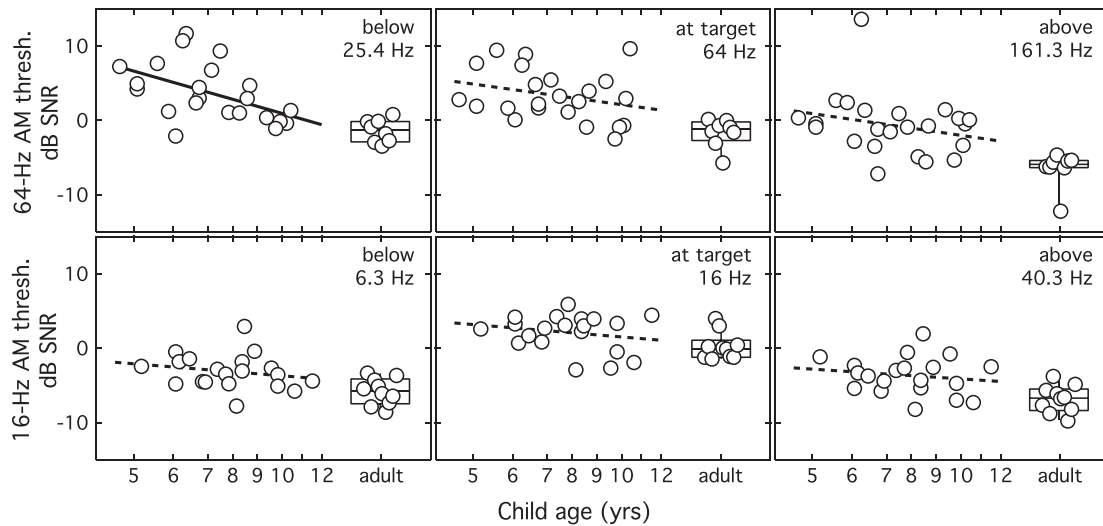 64-Hz AM thresh.
dB SNR
10
0
-10
below
25.4 Hz
at target
64 Hz
above
161.3 Hz
16-Hz AM thresh.
dB SNR
10
0
-10
below
6.3 Hz
at target
16 Hz
above
40.3 Hz
5 6 7 8 9 10 12 adult
5 6 7 8 9 10 12 adult
5 6 7 8 9 10 12 adult
Child age (yrs)